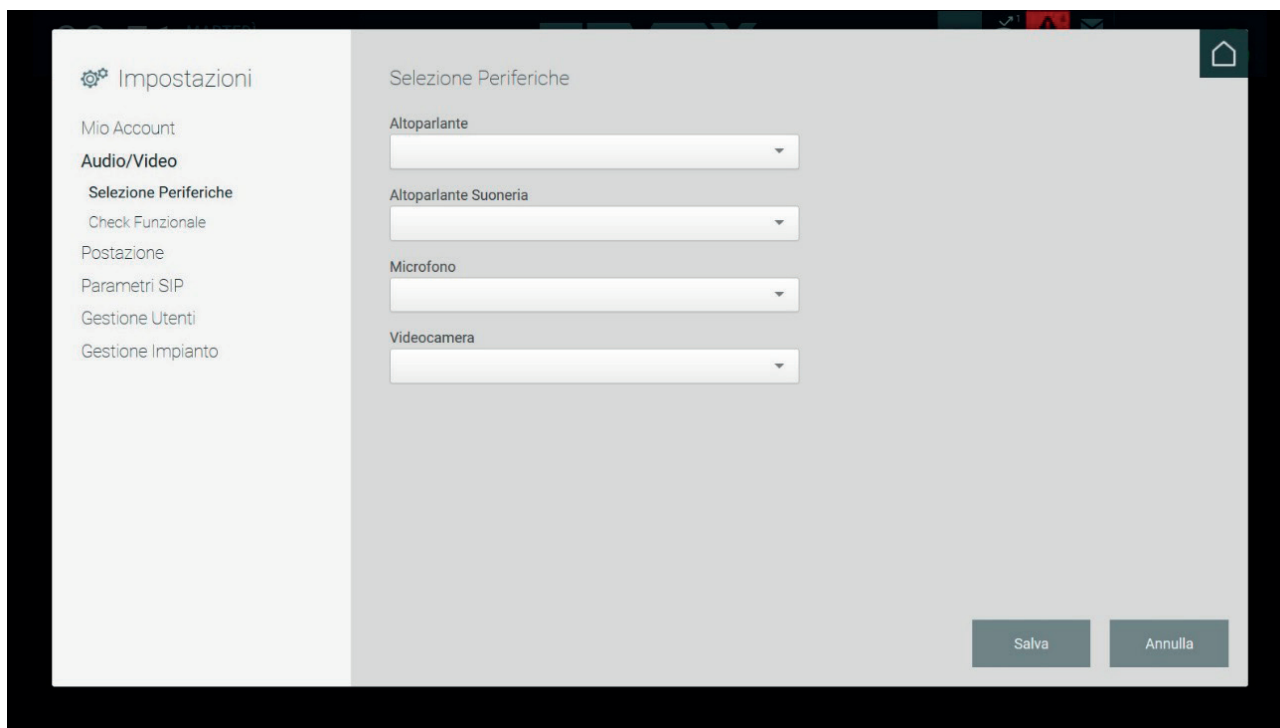 Impostazioni
Mio Account
Audio/Video
Selezione Periferiche
Check Funzionale
Postazione
Parametri SIP
Gestione Utenti
Gestione Impianto
Selezione Periferiche
Altoparlante
Altoparlante Suoneria
Microfono
Videocamera
Salva
Annulla